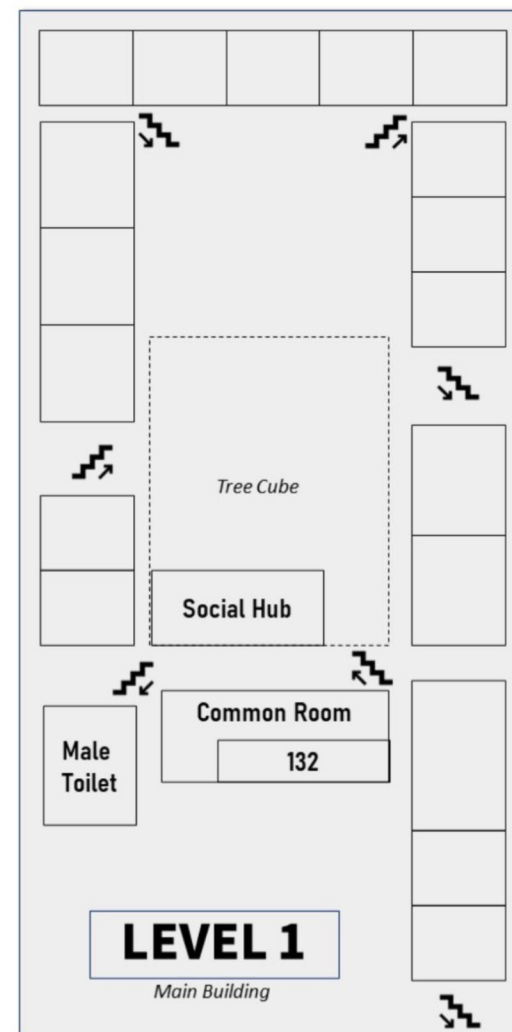 Tree Cube
Social Hub
Common Room
132
Male
Toilet
LEVEL 1
Main Building